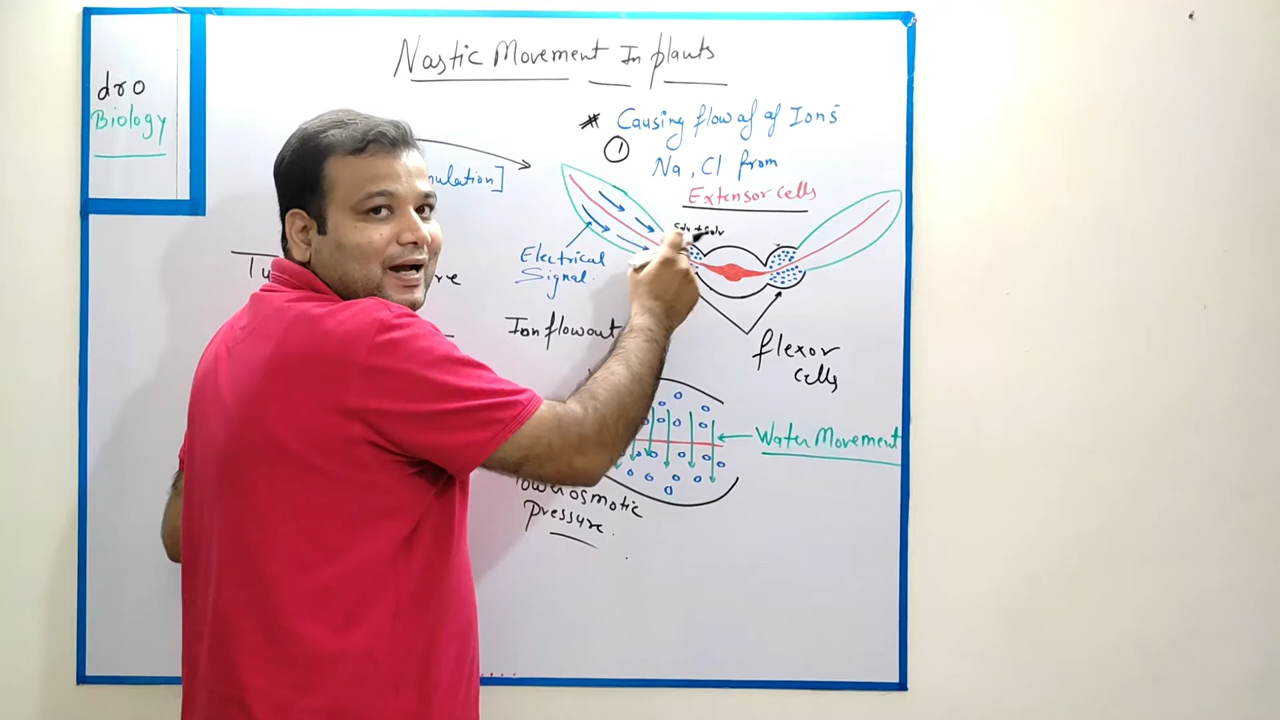 Nastic Movement In plants
dro
Biology
* Causing flow of of Ions
1
Na, Cl from
Extensor cells
Electrical
Signal.
Ion flow out
flexor
cells
Water Movement
osmotic
Pressure.